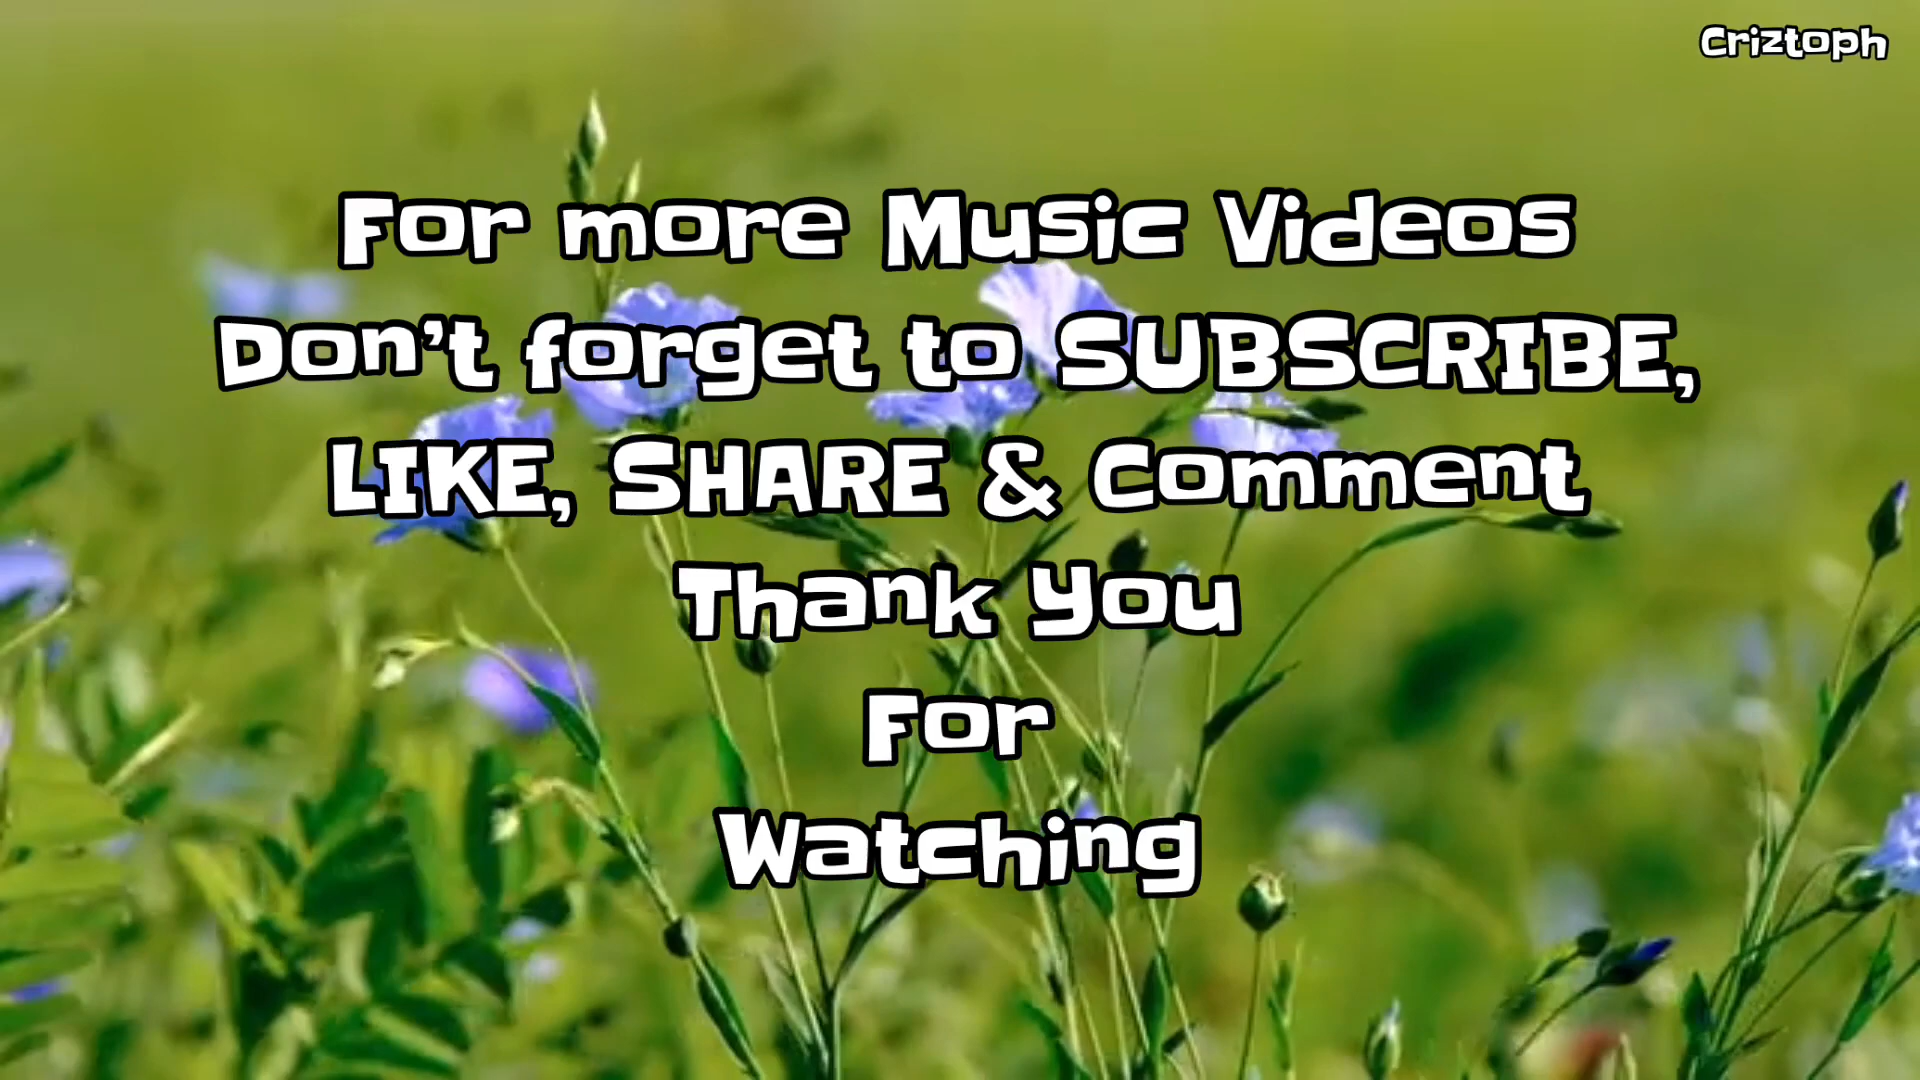 Criztoph
For more Music Videos
Don't forget to SUBSCRIBE,
LIKE, SHARE & Comment
Thank You
For
Watching